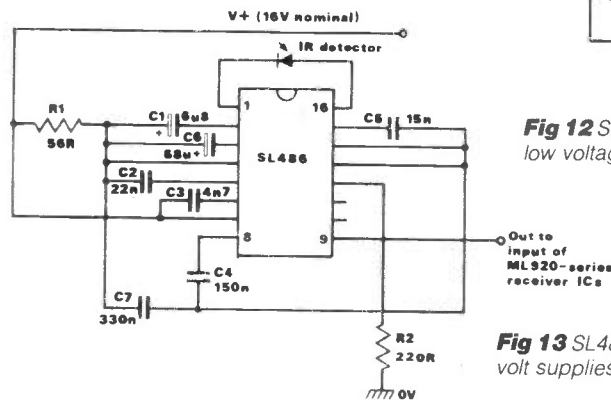 V+ (16V nominal)
IR detector
R1
56R
C1 6u8
+
C6
68u +
C2
22n
C3 4n7
1
16
SL486
8
9
C5 15n
C4
150n
C7
330n
R2
220R
0V
Out to
input of
ML920-series
receiver ICs
Fig 12 S
low voltag
Fig 13 SL48
volt supplies